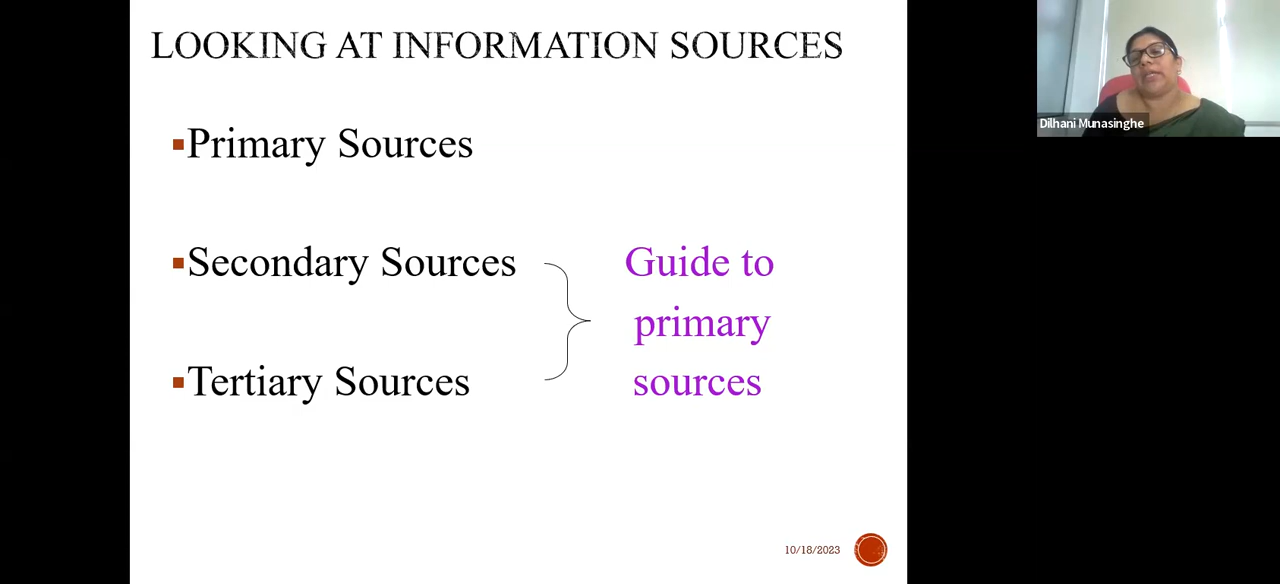 LOOKING AT INFORMATION SOURCES
Dilhani Munasinghe
▪Primary Sources
▪Secondary Sources
Guide to
primary
▪Tertiary Sources
sources
10/18/2023